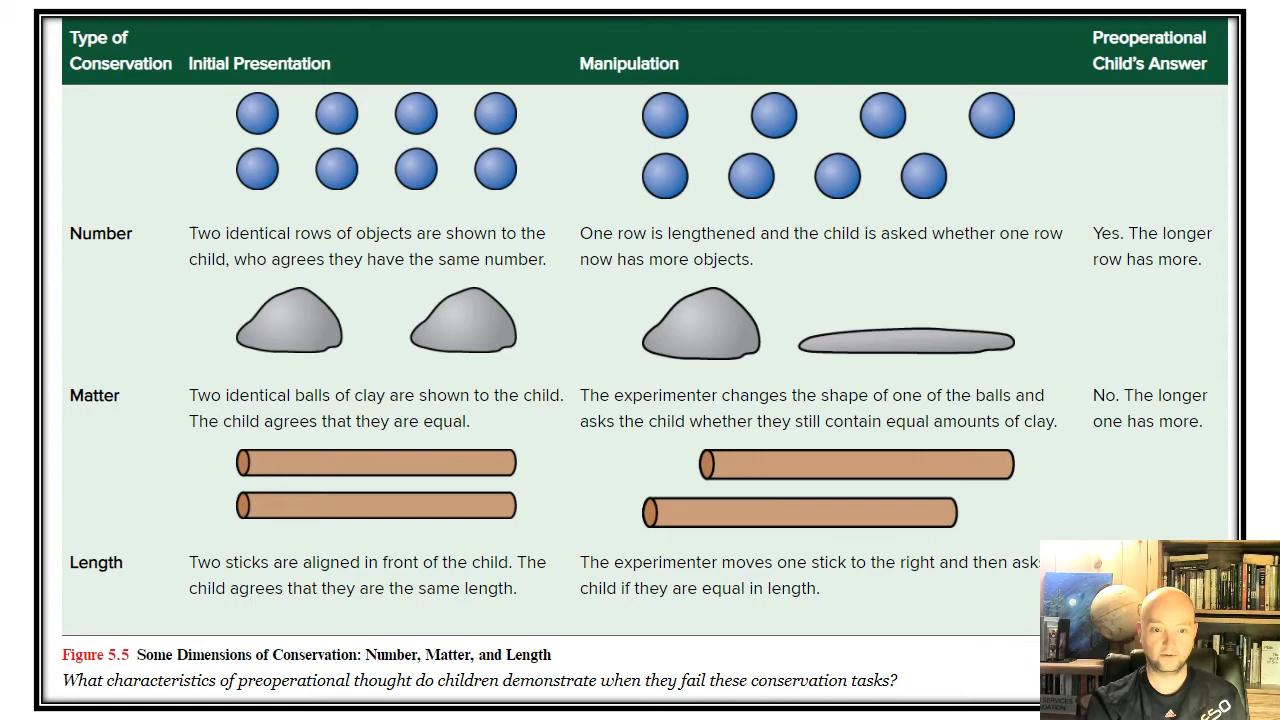 Type of
Conservation
Initial Presentation
Manipulation
Preoperational
Child's Answer
Number
Two identical rows of objects are shown to the
child, who agrees they have the same number.
One row is lengthened and the child is asked whether one row
now has more objects.
Yes. The longer
row has more.
Matter
Two identical balls of clay are shown to the child.
The child agrees that they are equal.
The experimenter changes the shape of one of the balls and
asks the child whether they still contain equal amounts of clay.
No. The longer
one has more.
Length
Two sticks are aligned in front of the child. The
child agrees that they are the same length.
The experimenter moves one stick to the right and then
child if they are equal in length.
Figure 5.5 Some Dimensions of Conservation: Number, Matter, and Length
What characteristics of preoperational thought do children demonstrate when they fail these conservation tasks?